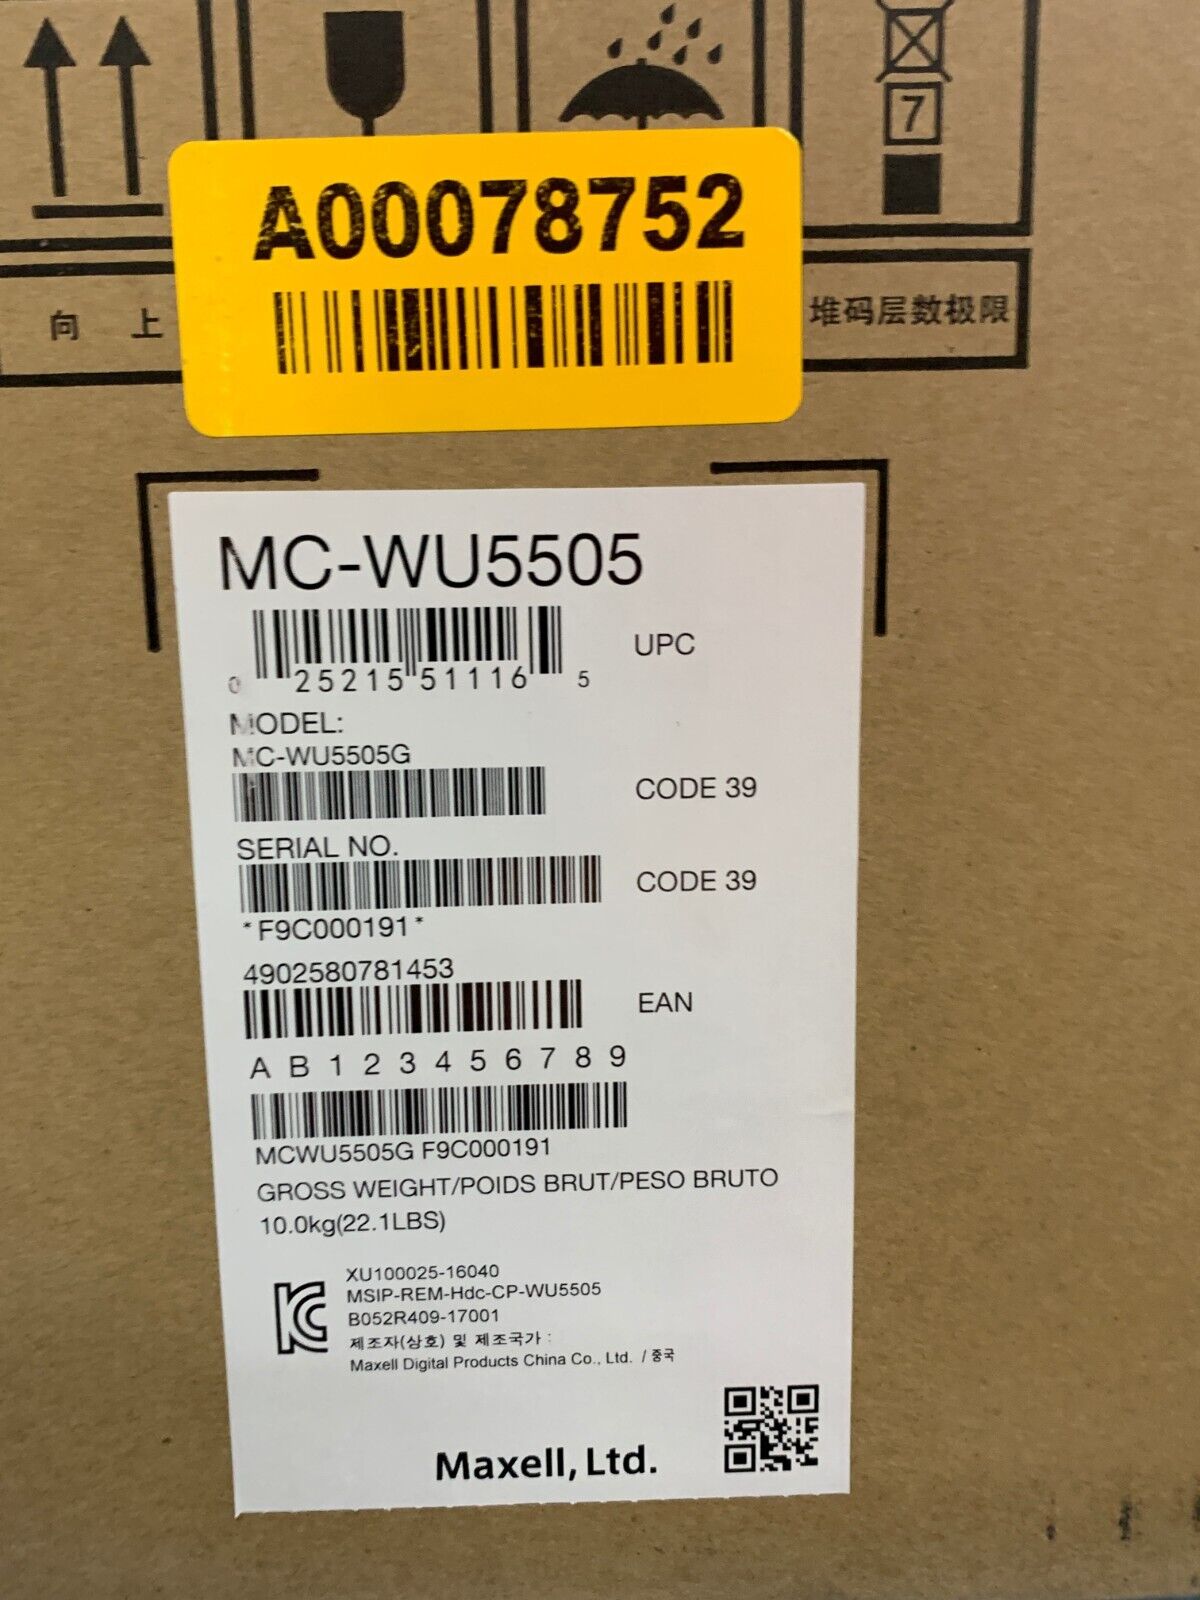 7
A00078752
向 上
堆码层数极限
MC-WU5505
UPC
0 25215 51116 5
MODEL:
MC-WU5505G
CODE 39
SERIAL NO.
CODE 39
*F9C000191*
4902580781453
EAN
A B 1 2 3 4 5 6 7 8 9
MCWU5505G F9C000191
GROSS WEIGHT/POIDS BRUT/PESO BRUTO
10.0kg(22.1LBS)
XU100025-16040
MSIP-REM-Hdc-CP-WU5505
B052R409-17001
제조자(상호) 및 제조국가 :
Maxell Digital Products China Co., Ltd. / 중국
Maxell, Ltd.